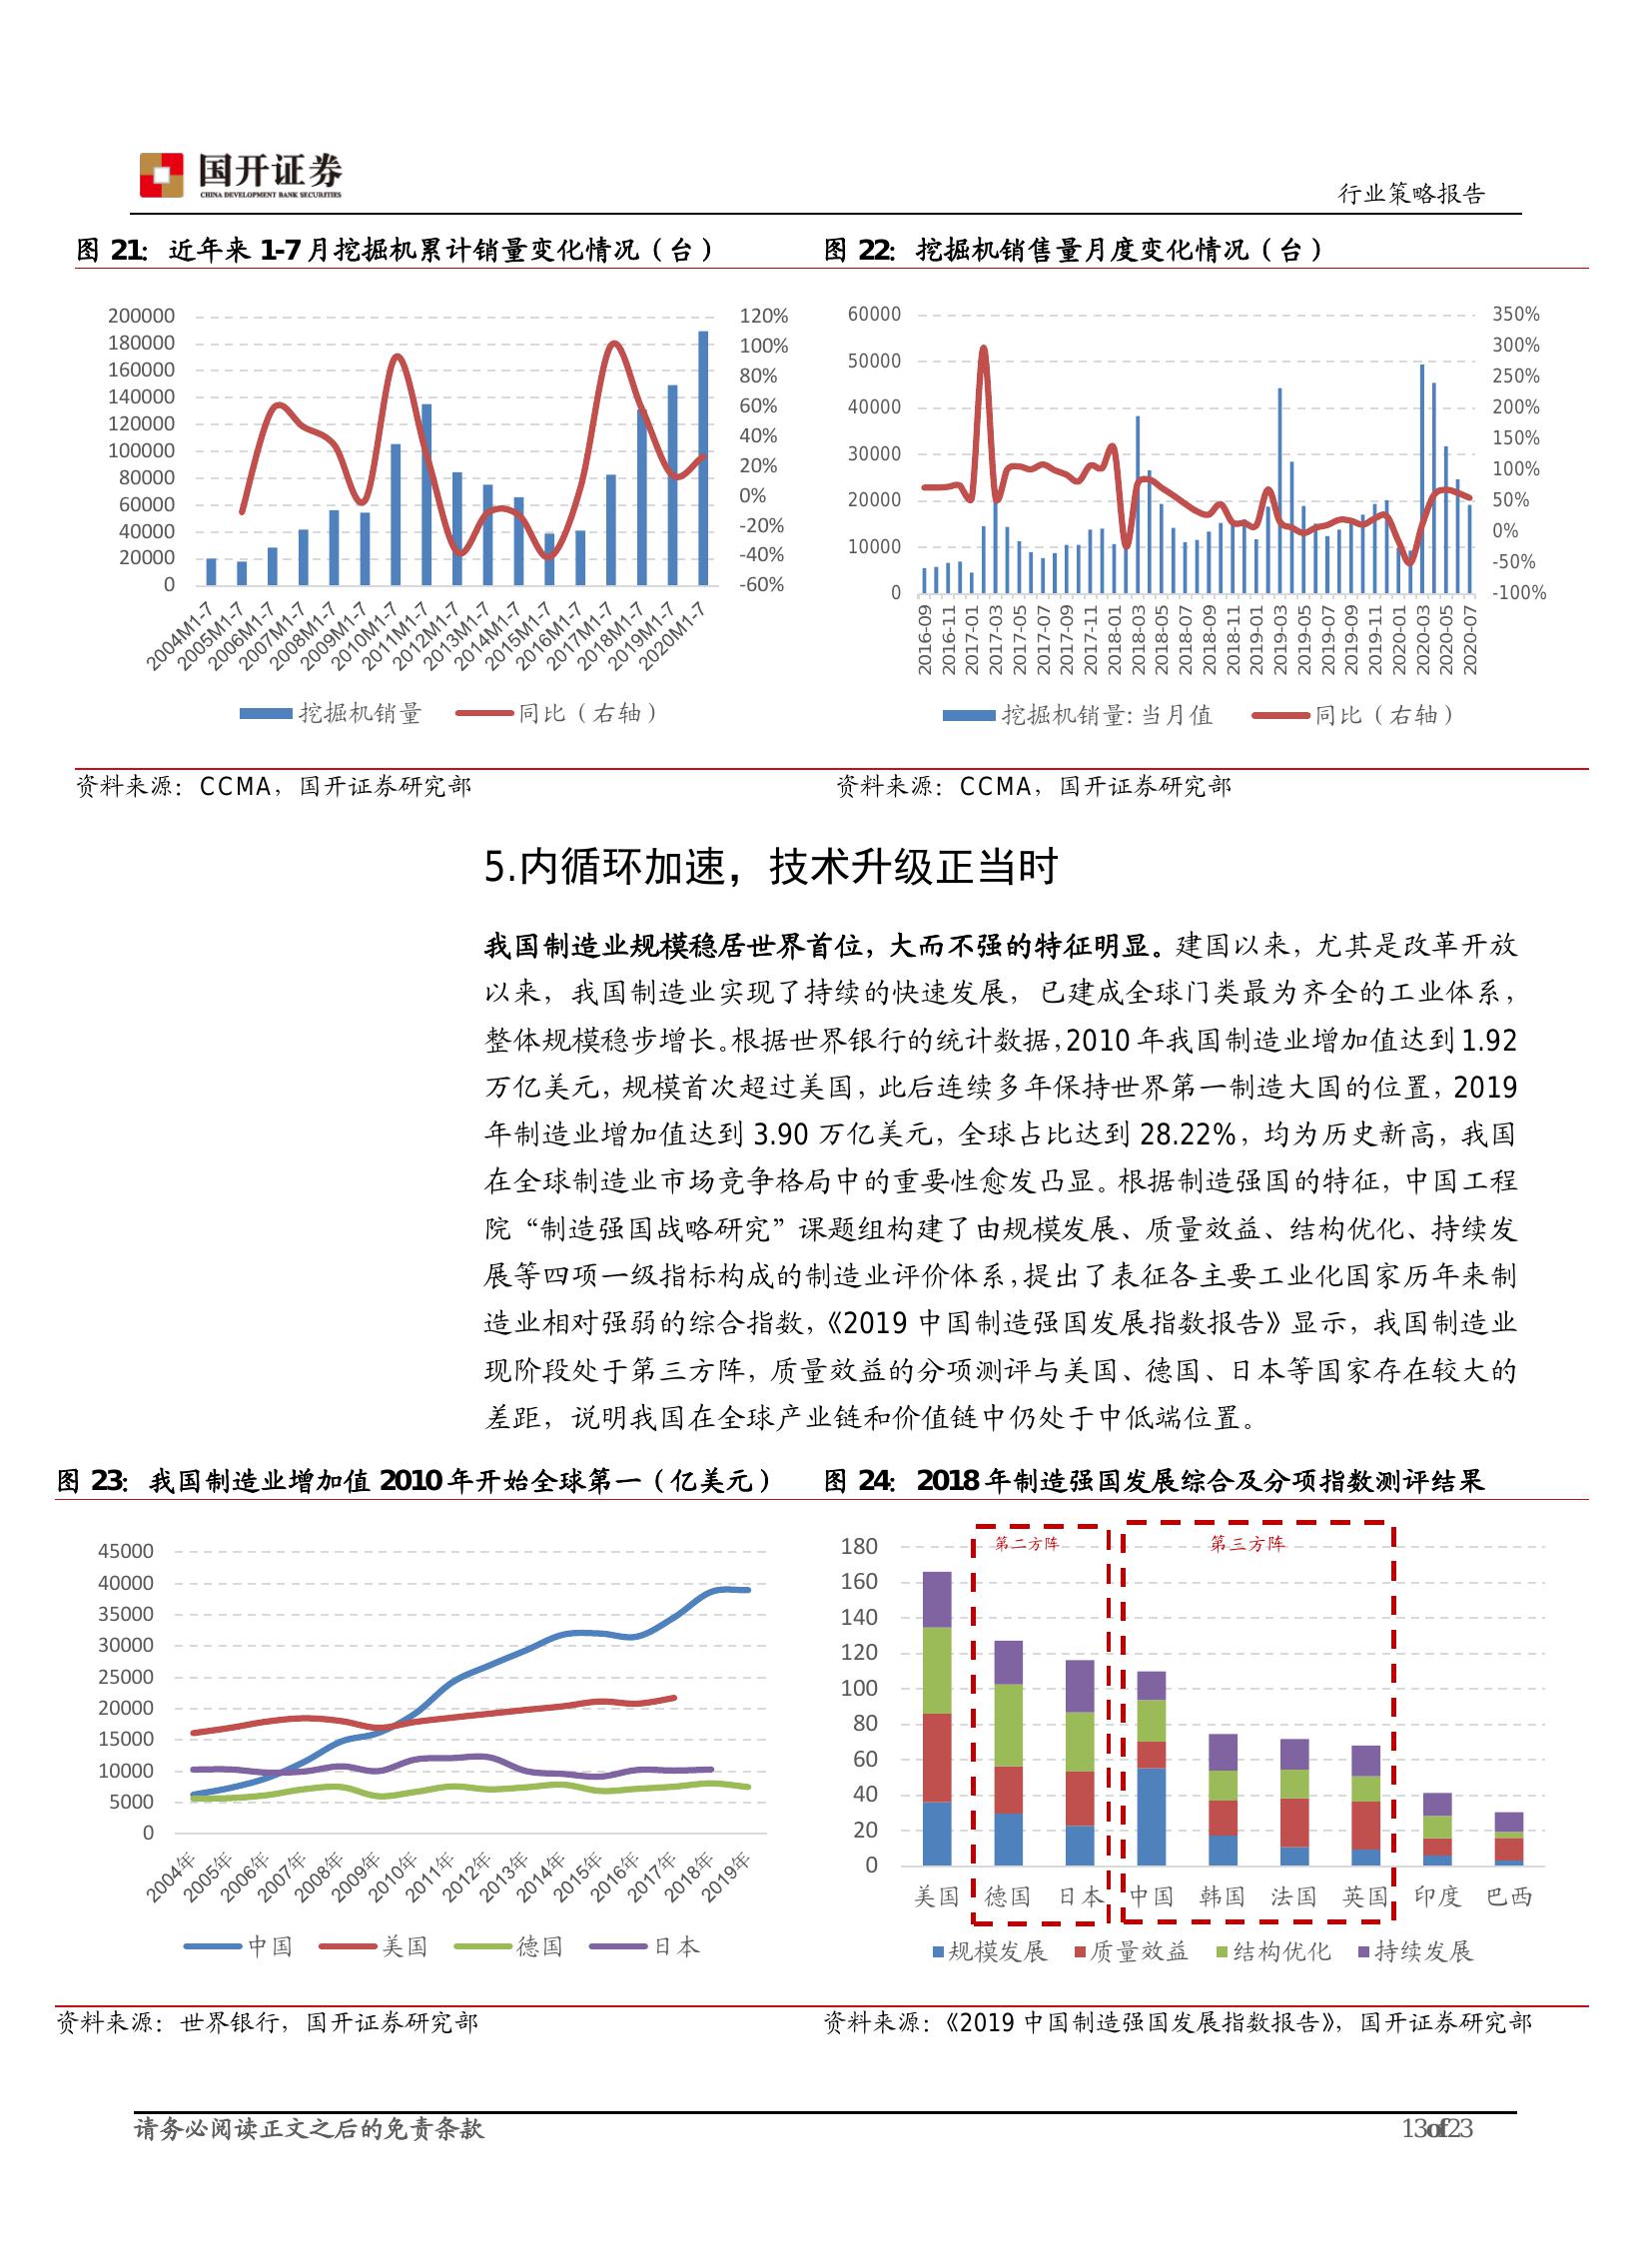 国开证券
CHINA DEVELOPMENT BANK SECURITIES
行业策略报告
图 21：近年来 1-7 月挖掘机累计销量变化情况（台）
200000
180000
160000
140000
120000
100000
80000
60000
40000
20000
0
120%
100%
80%
60%
40%
20%
0%
-20%
-40%
-60%
2004M1-7
2005M1-7
2006M1-7
2007M1-7
2008M1-7
2009M1-7
2010M1-7
2011M1-7
2012M1-7
2013M1-7
2014M1-7
2015M1-7
2016M1-7
2017M1-7
2018M1-7
2019M1-7
2020M1-7
挖掘机销量 同比（右轴）
资料来源：CCMA，国开证券研究部
图 22：挖掘机销售量月度变化情况（台）
60000
50000
40000
30000
20000
10000
0
350%
300%
250%
200%
150%
100%
50%
0%
-50%
-100%
2016-09
2016-11
2017-01
2017-03
2017-05
2017-07
2017-09
2017-11
2018-01
2018-03
2018-05
2018-07
2018-09
2018-11
2019-01
2019-03
2019-05
2019-07
2019-09
2019-11
2020-01
2020-03
2020-05
2020-07
挖掘机销量:当月值 同比（右轴）
资料来源：CCMA，国开证券研究部
5.内循环加速，技术升级正当时
我国制造业规模稳居世界首位，大而不强的特征明显。建国以来，尤其是改革开放
以来，我国制造业实现了持续的快速发展，已建成全球门类最为齐全的工业体系，
整体规模稳步增长。根据世界银行的统计数据，2010 年我国制造业增加值达到 1.92
万亿美元，规模首次超过美国，此后连续多年保持世界第一制造大国的位置，2019
年制造业增加值达到 3.90 万亿美元，全球占比达到 28.22%，均为历史新高，我国
在全球制造业市场竞争格局中的重要性愈发凸显。根据制造强国的特征，中国工程
院“制造强国战略研究”课题组构建了由规模发展、质量效益、结构优化、持续发
展等四项一级指标构成的制造业评价体系，提出了表征各主要工业化国家历年来制
造业相对强弱的综合指数，《2019 中国制造强国发展指数报告》显示，我国制造业
现阶段处于第三方阵，质量效益的分项测评与美国、德国、日本等国家存在较大的
差距，说明我国在全球产业链和价值链中仍处于中低端位置。
图 23：我国制造业增加值 2010 年开始全球第一（亿美元）
45000
40000
35000
30000
25000
20000
15000
10000
5000
0
2004年
2005年
2006年
2007年
2008年
2009年
2010年
2011年
2012年
2013年
2014年
2015年
2016年
2017年
2018年
2019年
中国 美国 德国 日本
资料来源：世界银行，国开证券研究部
图 24：2018 年制造强国发展综合及分项指数测评结果
第二方阵
第三方阵
180
160
140
120
100
80
60
40
20
0
美国 德国 日本 中国 韩国 法国 英国 印度 巴西
规模发展 质量效益 结构优化 持续发展
资料来源：《2019 中国制造强国发展指数报告》，国开证券研究部
请务必阅读正文之后的免责条款
13of23